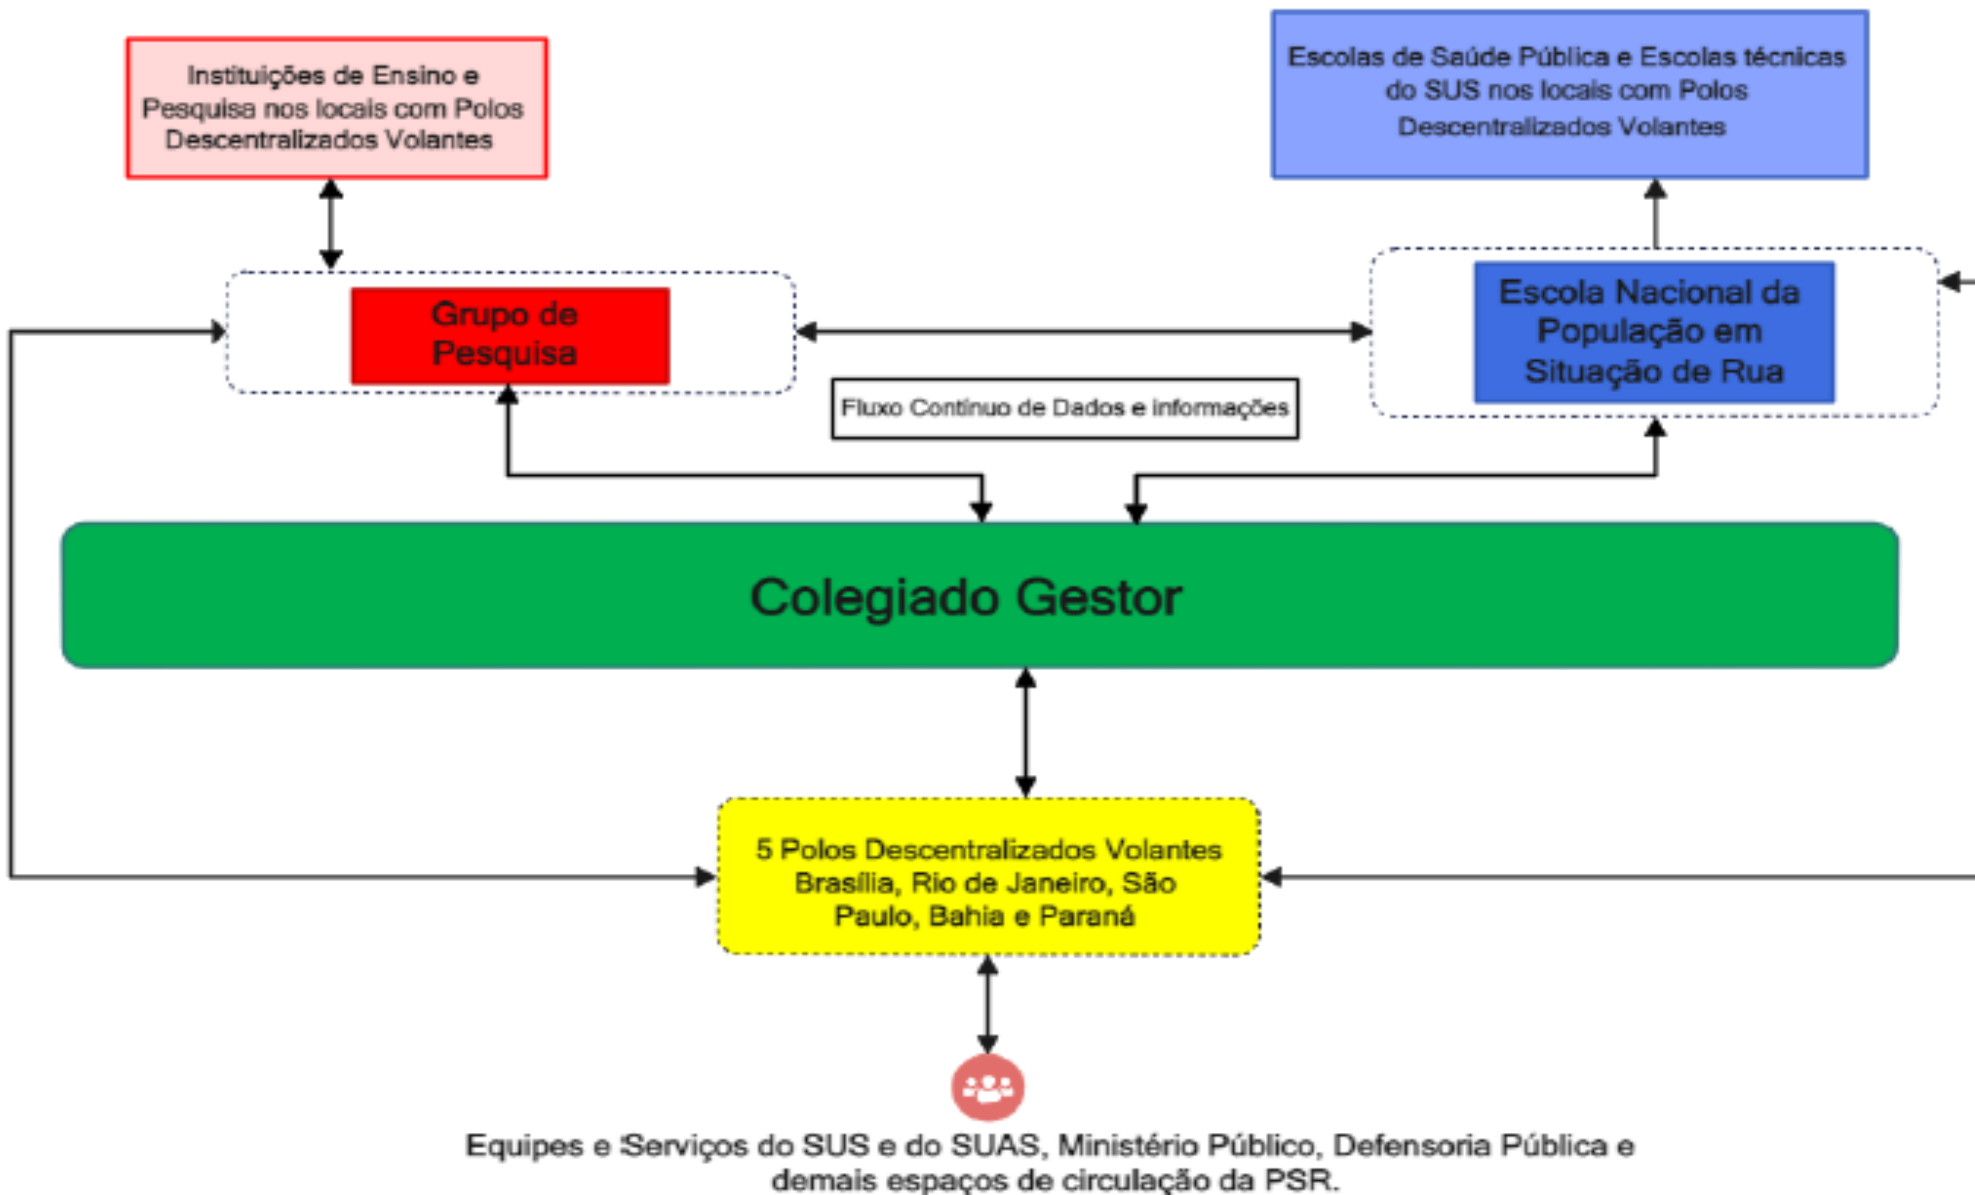 Instituições de Ensino e
Pesquisa nos locais com Polos
Descentralizados Volantes
Escolas de Saúde Pública e Escolas técnicas
do SUS nos locais com Polos
Descentralizados Volantes
Grupo de
Pesquisa
Escola Nacional da
População em
Situação de Rua
Fluxo Contínuo de Dados e informações
Colegiado Gestor
5 Polos Descentralizados Volantes
Brasília, Rio de Janeiro, São
Paulo, Bahia e Paraná
Equipes e Serviços do SUS e do SUAS, Ministério Público, Defensoria Pública e
demais espaços de circulação da PSR.